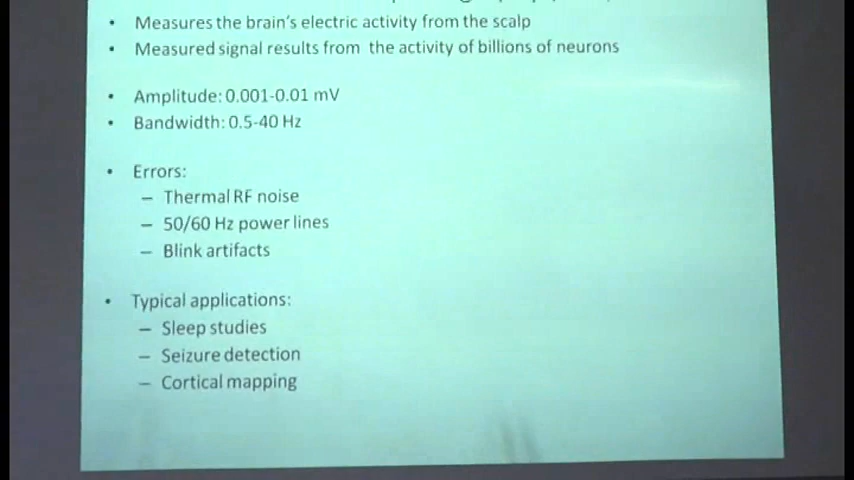 • Measures the brain's electric activity from the scalp
• Measured signal results from the activity of billions of neurons
• Amplitude: 0.001-0.01 mV
• Bandwidth: 0.5-40 Hz
• Errors:
– Thermal RF noise
– 50/60 Hz power lines
– Blink artifacts
• Typical applications:
– Sleep studies
– Seizure detection
– Cortical mapping